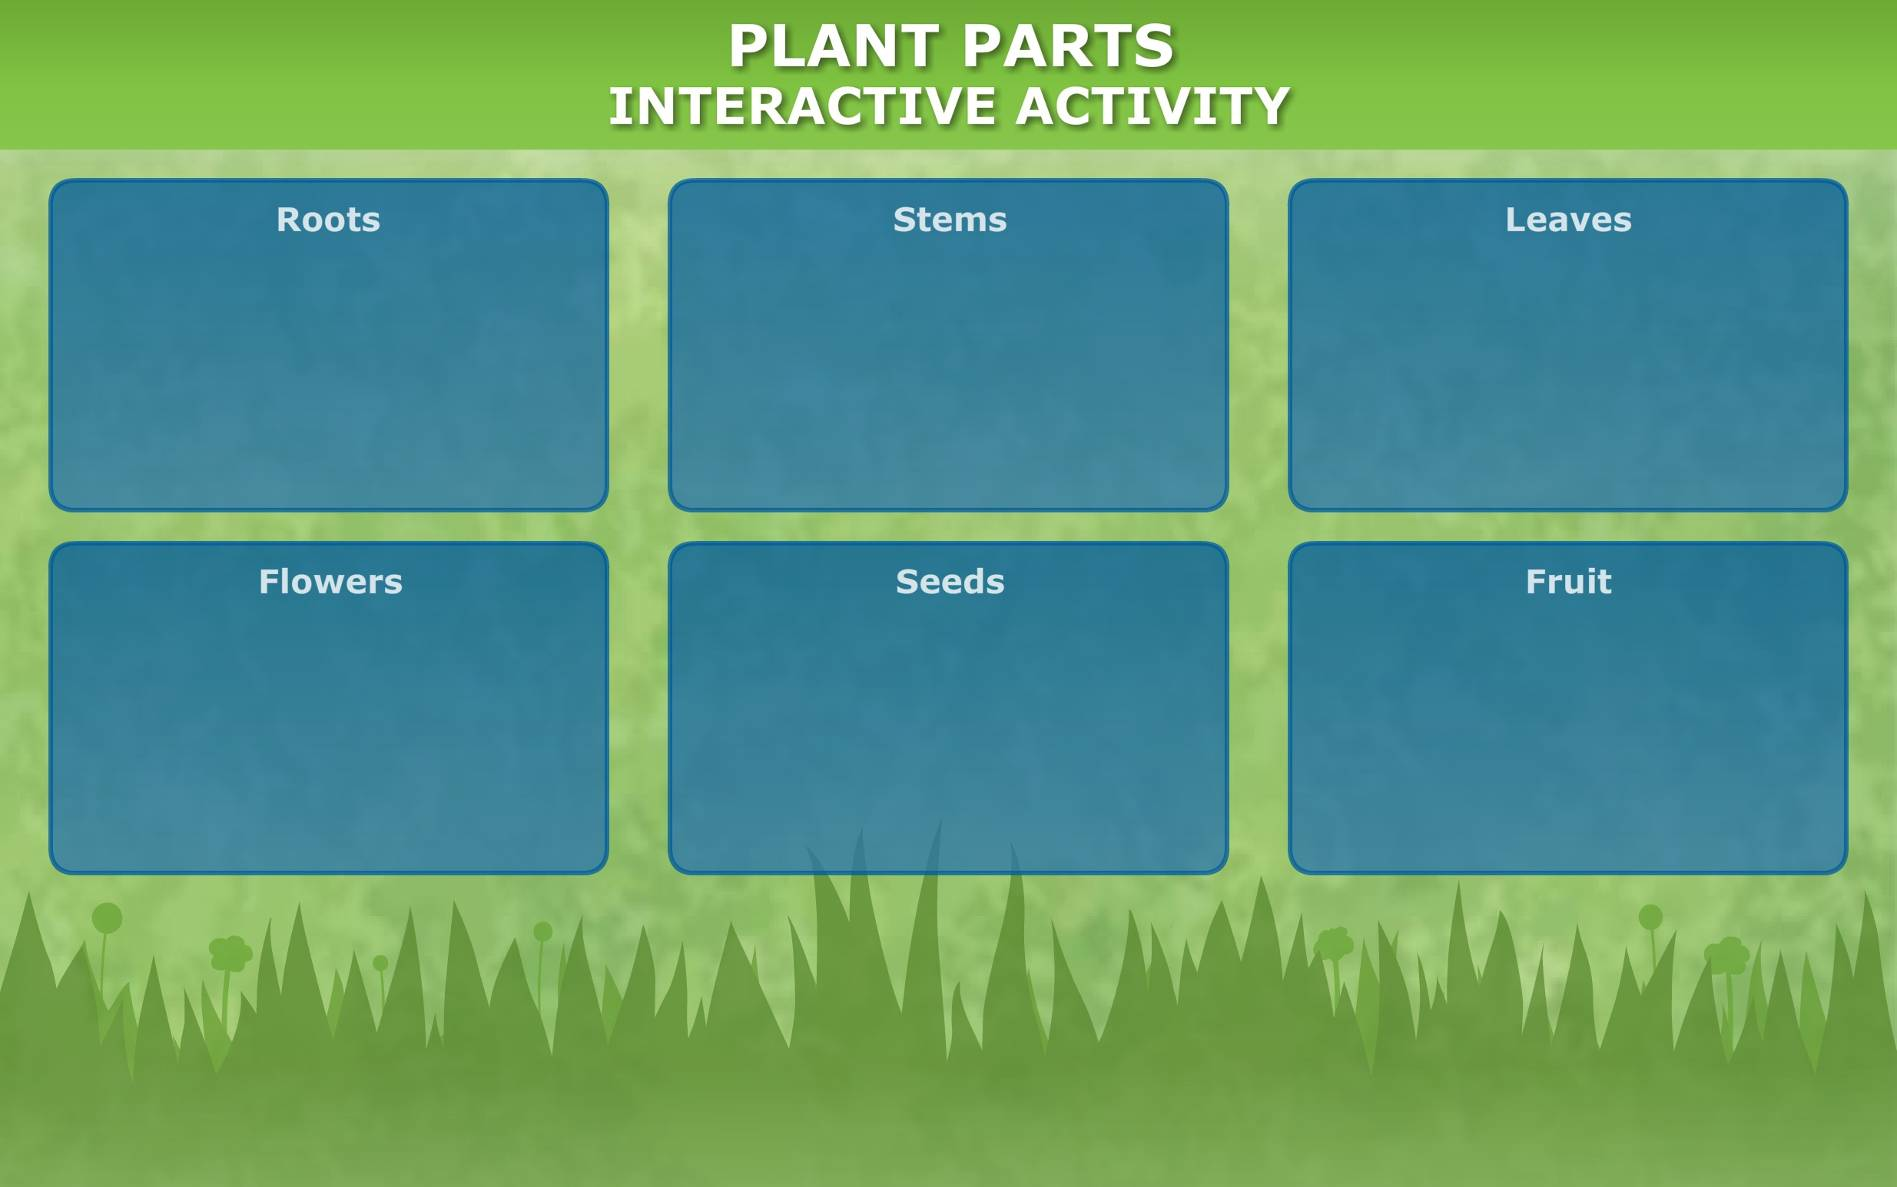 PLANT PARTS
INTERACTIVE ACTIVITY
Roots
Stems
Leaves
Flowers
Seeds
Fruit